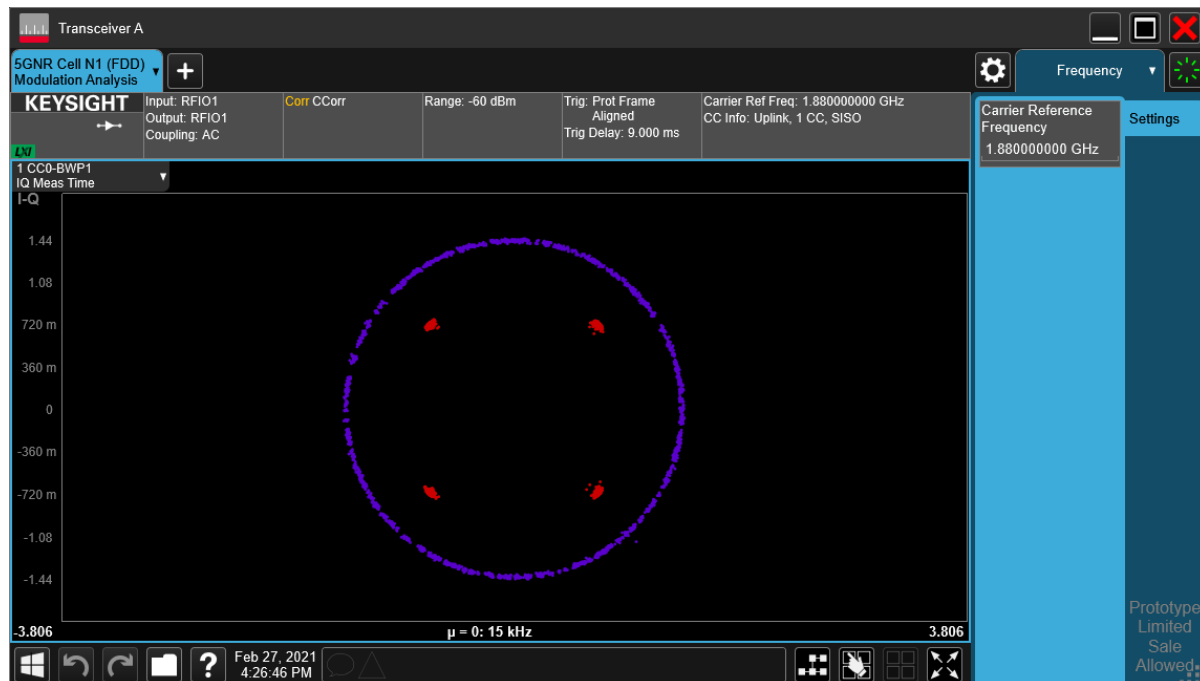 Transceiver A
5GNR Cell N1 (FDD)
Modulation Analysis
+
Frequency
KEYSIGHT
LXI
Input: RFIO1
Output: RFIO1
Coupling: AC
Corr CCorr
Range: -60 dBm
Trig: Prot Frame
Aligned
Trig Delay: 9.000 ms
Carrier Ref Freq: 1.880000000 GHz
CC Info: Uplink, 1 CC, SISO
Carrier Reference
Frequency
1.880000000 GHz
Settings
1 CC0-BWP1
IQ Meas Time
I-Q
1.44
1.08
720 m
360 m
0
-360 m
-720 m
-1.08
-1.44
-3.806
μ = 0: 15 kHz
3.806
Prototype
Limited
Sale
Allowed
?
Feb 27, 2021
4:26:46 PM